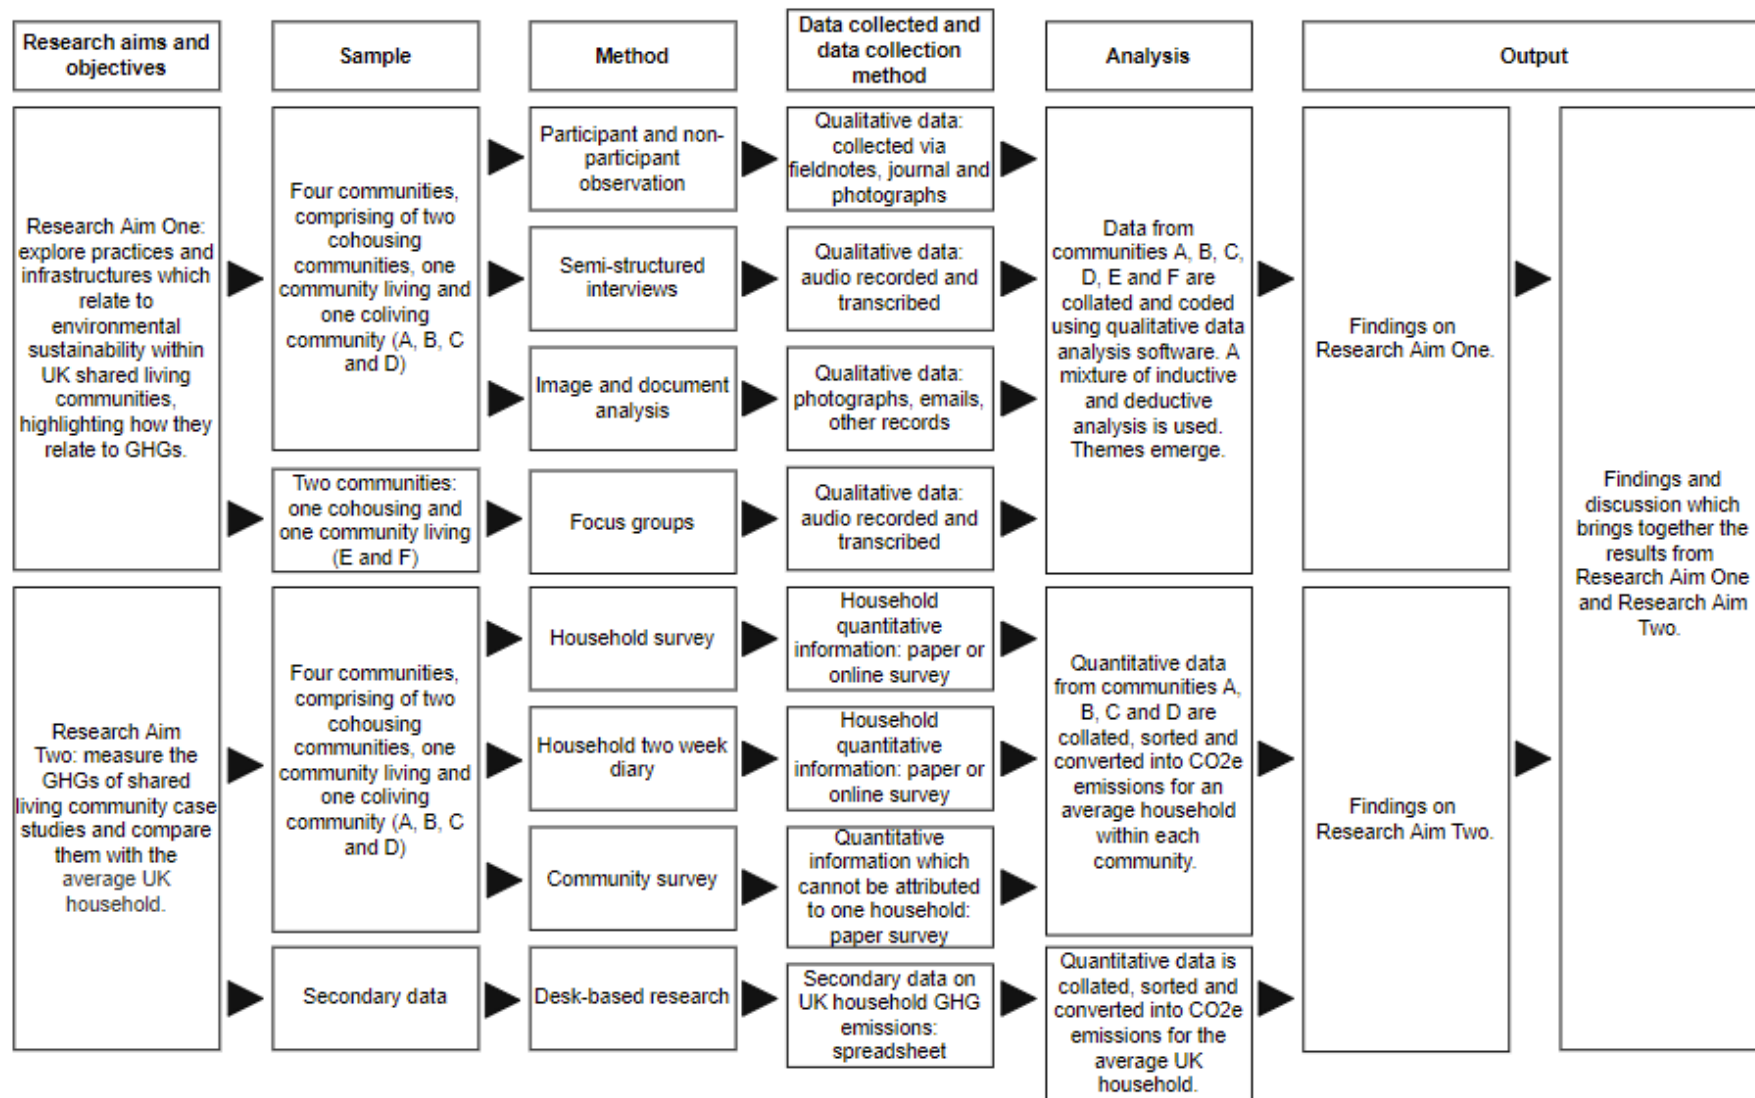 Research aims and
objectives
Sample
Method
Data collected and
data collection
method
Analysis
Output
Research Aim One:
explore practices and
infrastructures which
relate to
environmental
sustainability within
UK shared living
communities,
highlighting how they
relate to GHGs.
Four communities,
comprising of two
cohousing
communities, one
community living and
one coliving
community (A, B, C
and D)
Participant and non-
participant
observation
Qualitative data:
collected via
fieldnotes, journal and
photographs
Semi-structured
interviews
Qualitative data:
audio recorded and
transcribed
Image and document
analysis
Qualitative data:
photographs, emails,
other records
Two communities:
one cohousing and
one community living
(E and F)
Focus groups
Qualitative data:
audio recorded and
transcribed
Data from
communities A, B, C,
D, E and F are
collated and coded
using qualitative data
analysis software. A
mixture of inductive
and deductive
analysis is used.
Themes emerge.
Findings on
Research Aim One.
Findings and
discussion which
brings together the
results from
Research Aim One
and Research Aim
Two.
Research Aim
Two: measure the
GHGs of shared
living community case
studies and compare
them with the
average UK
household.
Four communities,
comprising of two
cohousing
communities, one
community living and
one coliving
community (A, B, C
and D)
Household survey
Household
quantitative
information: paper or
online survey
Household two week
diary
Household
quantitative
information: paper or
online survey
Community survey
Quantitative
information which
cannot be attributed
to one household:
paper survey
Quantitative data
from communities A,
B, C and D are
collated, sorted and
converted into CO2e
emissions for an
average household
within each
community.
Findings on
Research Aim Two.
Secondary data
Desk-based research
Secondary data on
UK household GHG
emissions:
spreadsheet
Quantitative data is
collated, sorted and
converted into CO2e
emissions for the
average UK
household.